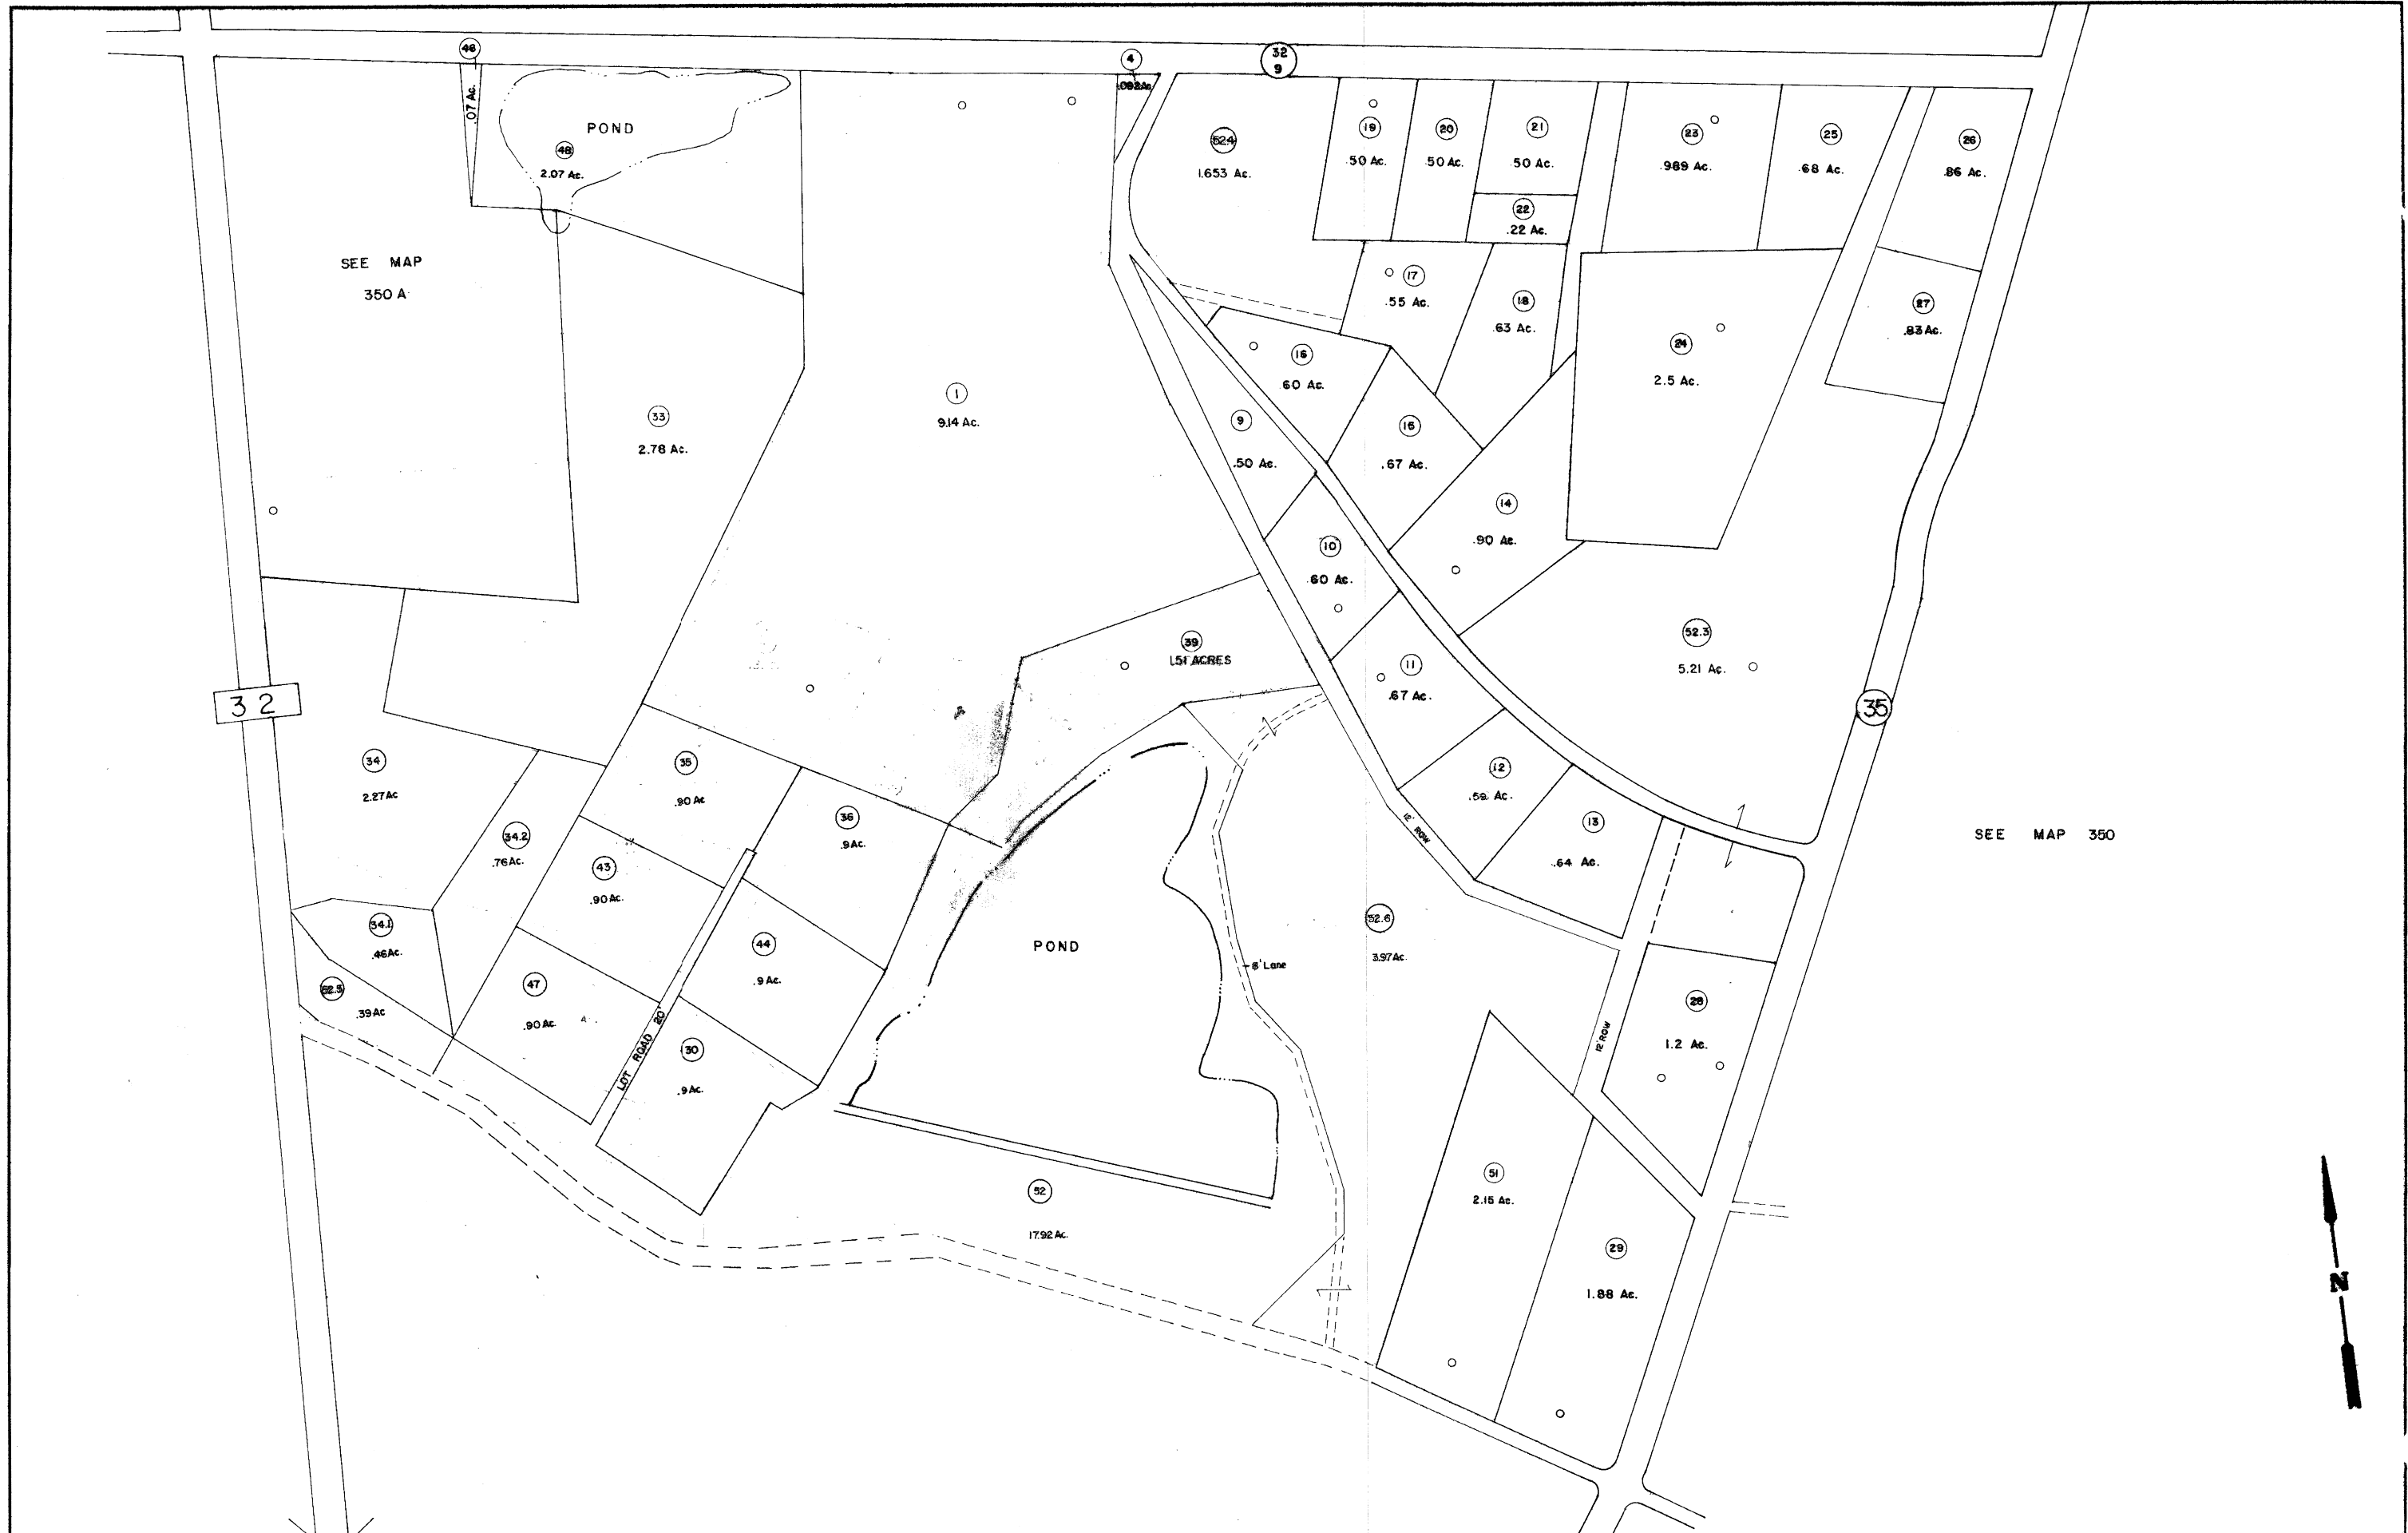 46
.07 Ac.
POND
48
2.07 Ac.
4
32
9
52.4
1.653 Ac.
19
.50 Ac.
20
.50 Ac.
21
.50 Ac.
22
.22 Ac.
23
.989 Ac.
25
.68 Ac.
26
.86 Ac.
SEE MAP
350 A
17
.55 Ac.
18
.63 Ac.
27
.83 Ac.
24
2.5 Ac.
16
.60 Ac.
33
2.78 Ac.
1
9.14 Ac.
9
.50 Ac.
.67 Ac.
14
.90 Ac.
10
.60 Ac.
39
1.51 ACRES
11
.67 Ac.
52.3
5.21 Ac.
32
35
34
2.27 Ac
35
.90 Ac
36
.9 Ac.
12
.59 Ac.
13
.64 Ac.
12' ROW
SEE MAP 350
34.2
.76 Ac.
43
.90 Ac.
34.1
.46 Ac.
44
.9 Ac.
POND
8' Lane
52.6
3.97 Ac.
52.5
.39 Ac
47
.90 Ac.
LOT ROAD 20'
30
.9 Ac.
28
1.2 Ac.
12' ROW
52
17.92 Ac.
51
2.15 Ac.
29
1.88 Ac.
N